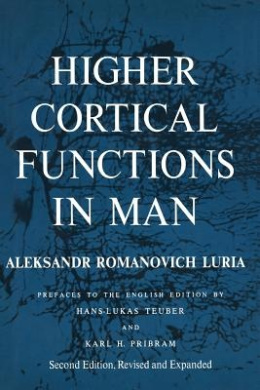 HIGHER
CORTICAL
FUNCTIONS
IN MAN
ALEKSANDR ROMANOVICH LURIA
PREFACES TO THE ENGLISH EDITION BY
HANS-LUKAS TEUBER
AND
KARL H. PRIBRAM
Second Edition, Revised and Expanded